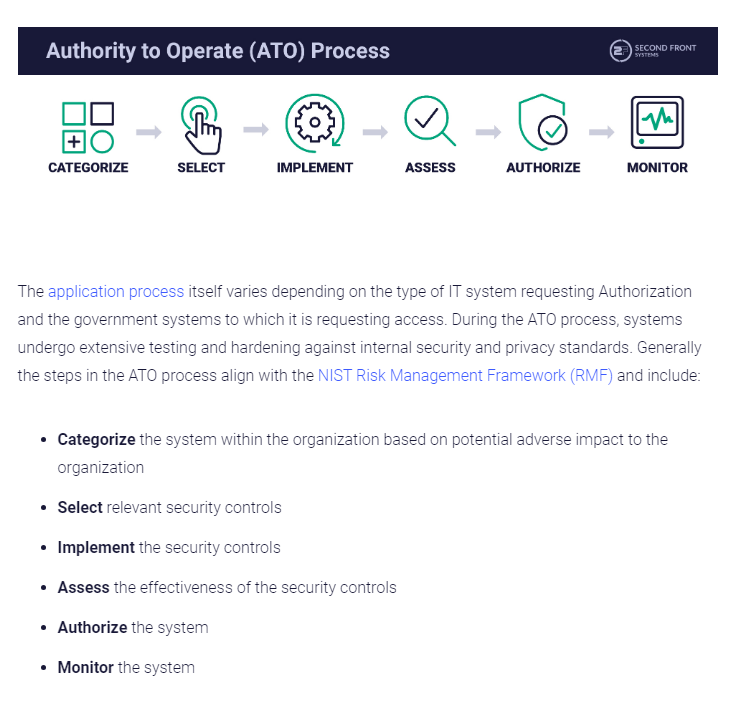 Authority to Operate (ATO) Process
2F SECOND FRONT
SYSTEMS
CATEGORIZE
SELECT
IMPLEMENT
ASSESS
AUTHORIZE
MONITOR
The application process itself varies depending on the type of IT system requesting Authorization
and the government systems to which it is requesting access. During the ATO process, systems
undergo extensive testing and hardening against internal security and privacy standards. Generally
the steps in the ATO process align with the NIST Risk Management Framework (RMF) and include:
• Categorize the system within the organization based on potential adverse impact to the
organization
• Select relevant security controls
• Implement the security controls
• Assess the effectiveness of the security controls
• Authorize the system
• Monitor the system